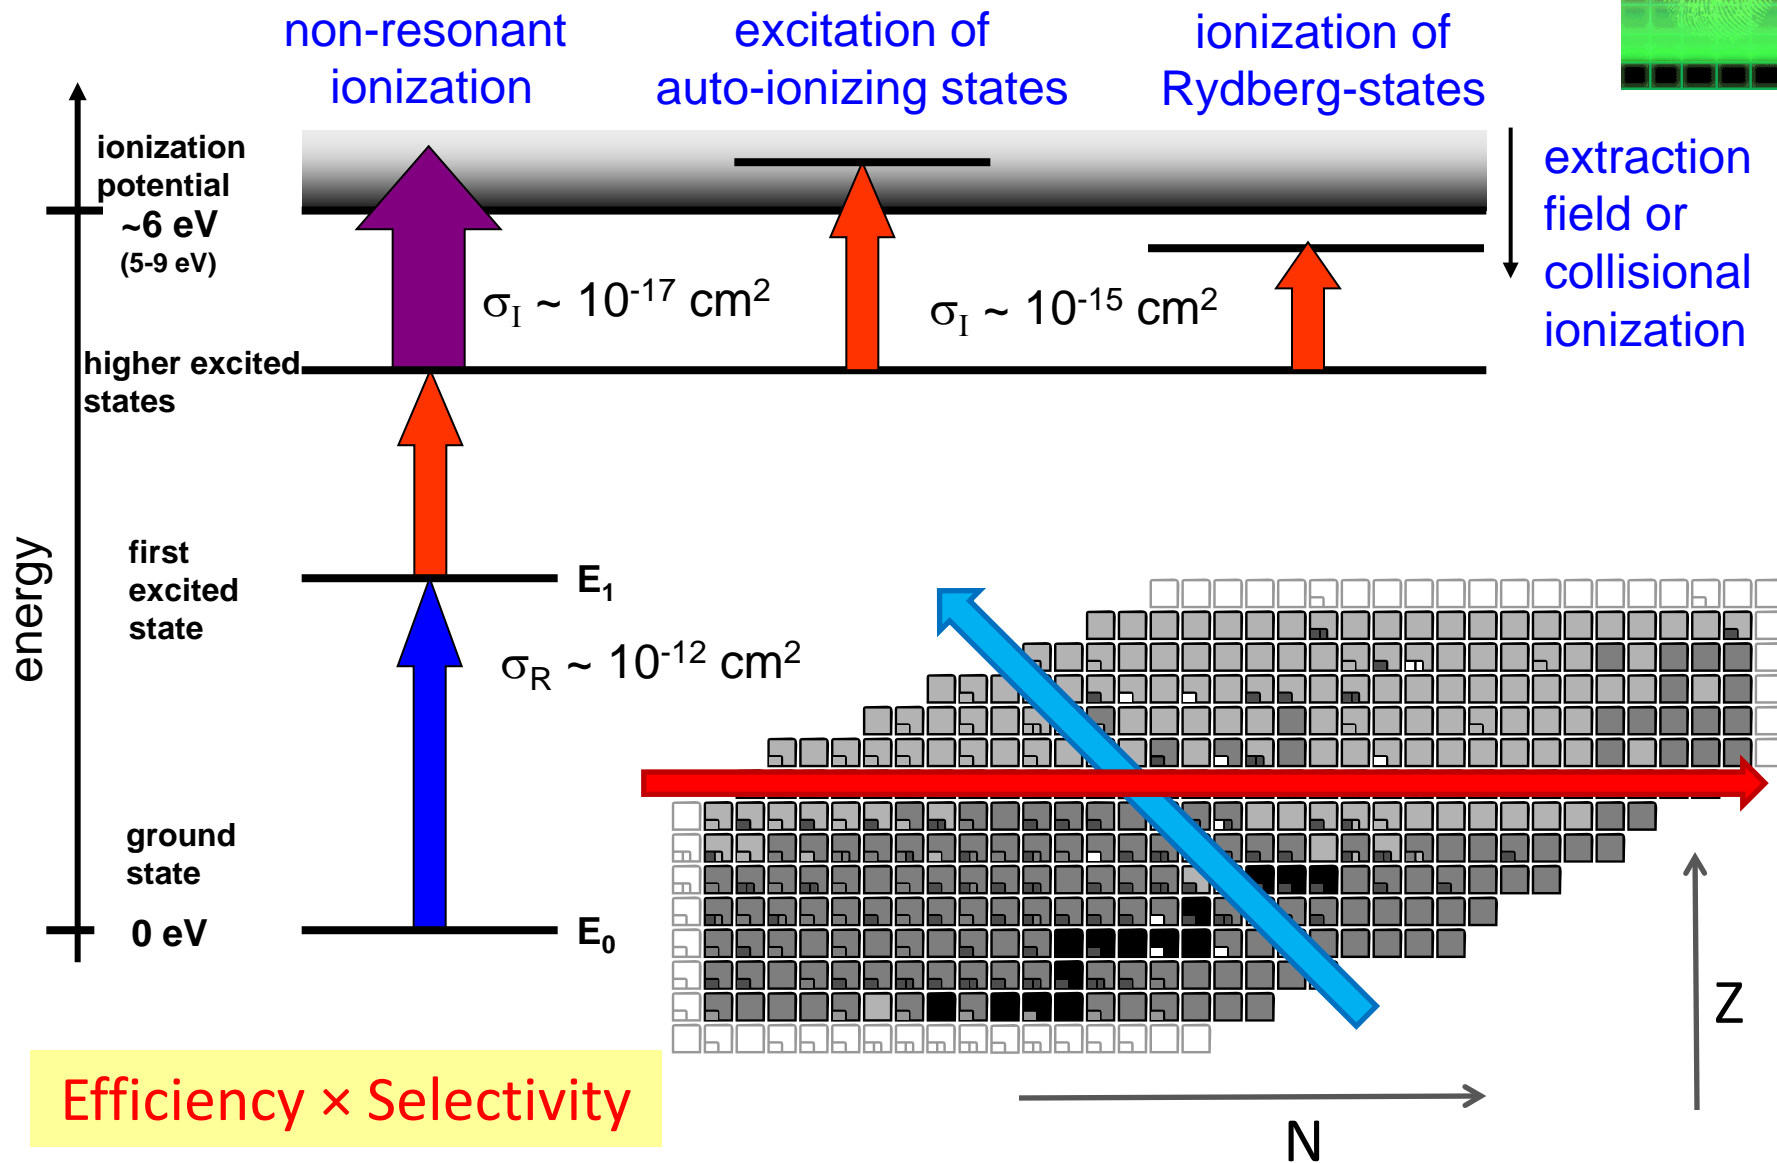 non-resonant
ionization
excitation of
auto-ionizing states
ionization of
Rydberg-states
ionization
potential
~6 eV
(5-9 eV)
extraction
field or
collisional
ionization
σI ~ 10-17 cm2
σI ~ 10-15 cm2
higher excited
states
energy
first
excited
state
E1
σR ~ 10-12 cm2
ground
state
0 eV
E0
Z
N
Efficiency × Selectivity